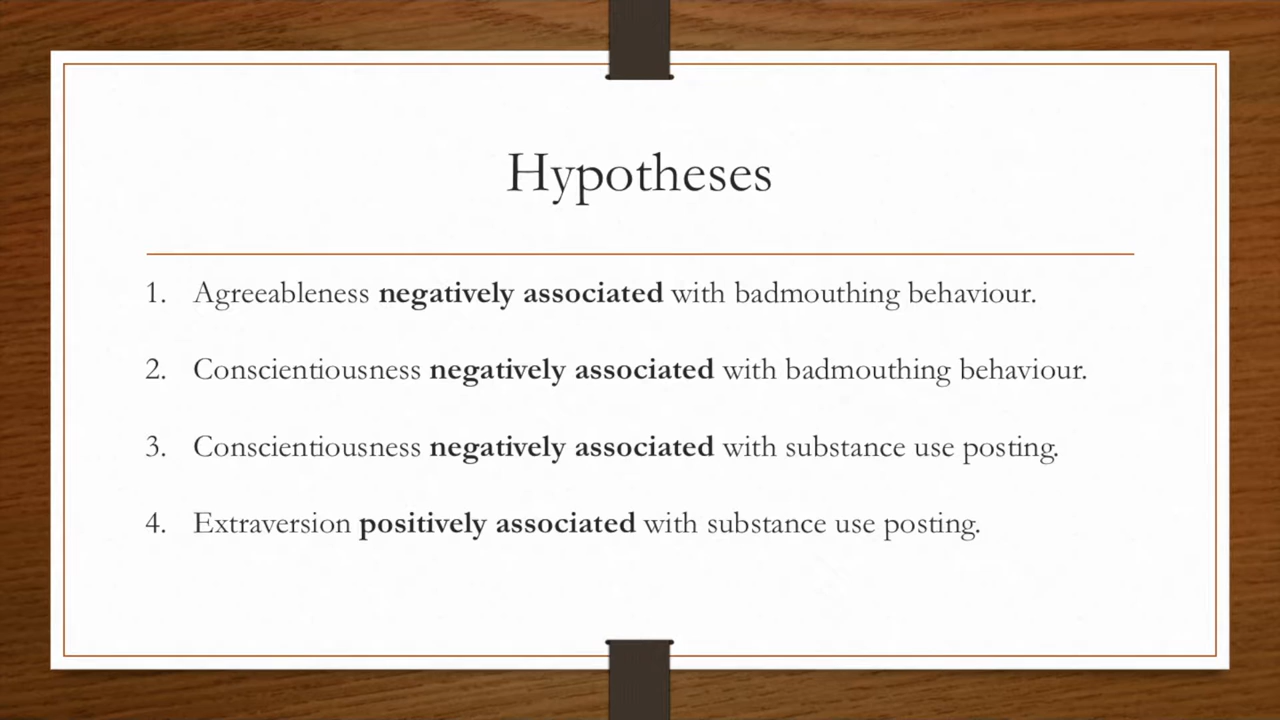 Hypotheses
1. Agreeableness negatively associated with badmouthing behaviour.
2. Conscientiousness negatively associated with badmouthing behaviour.
3. Conscientiousness negatively associated with substance use posting.
4. Extraversion positively associated with substance use posting.